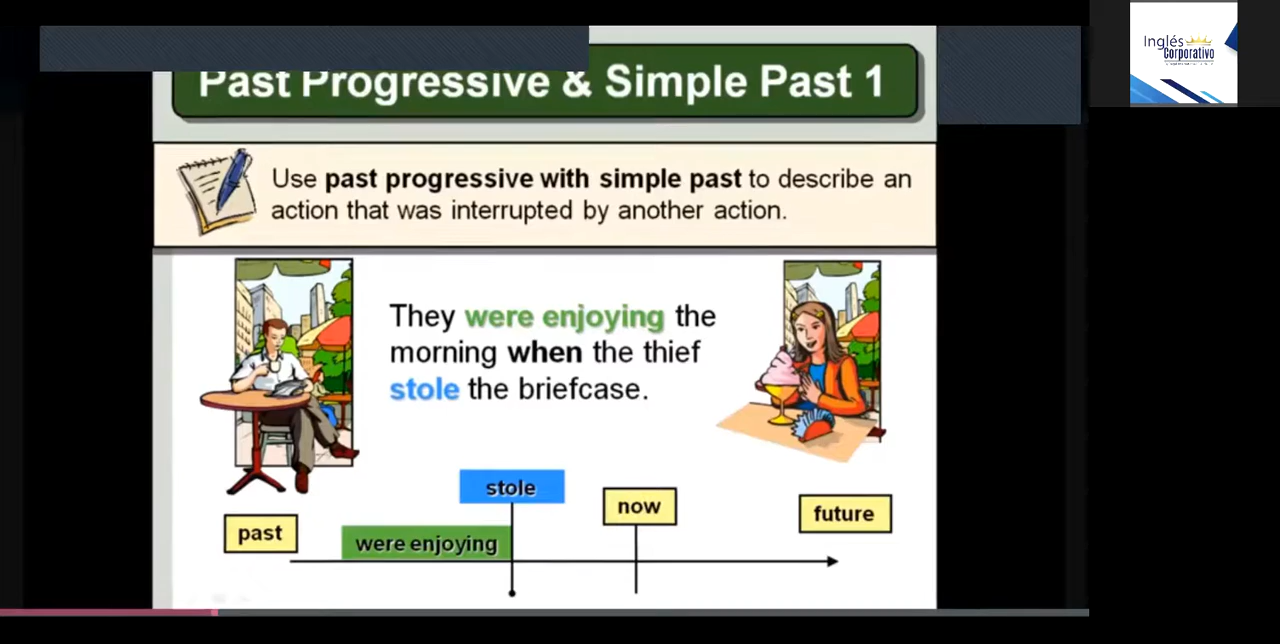 Inglés
Corporativo
Past Progressive & Simple Past 1
Use past progressive with simple past to describe an
action that was interrupted by another action.
They were enjoying the
morning when the thief
stole the briefcase.
stole
now
future
past
were enjoying